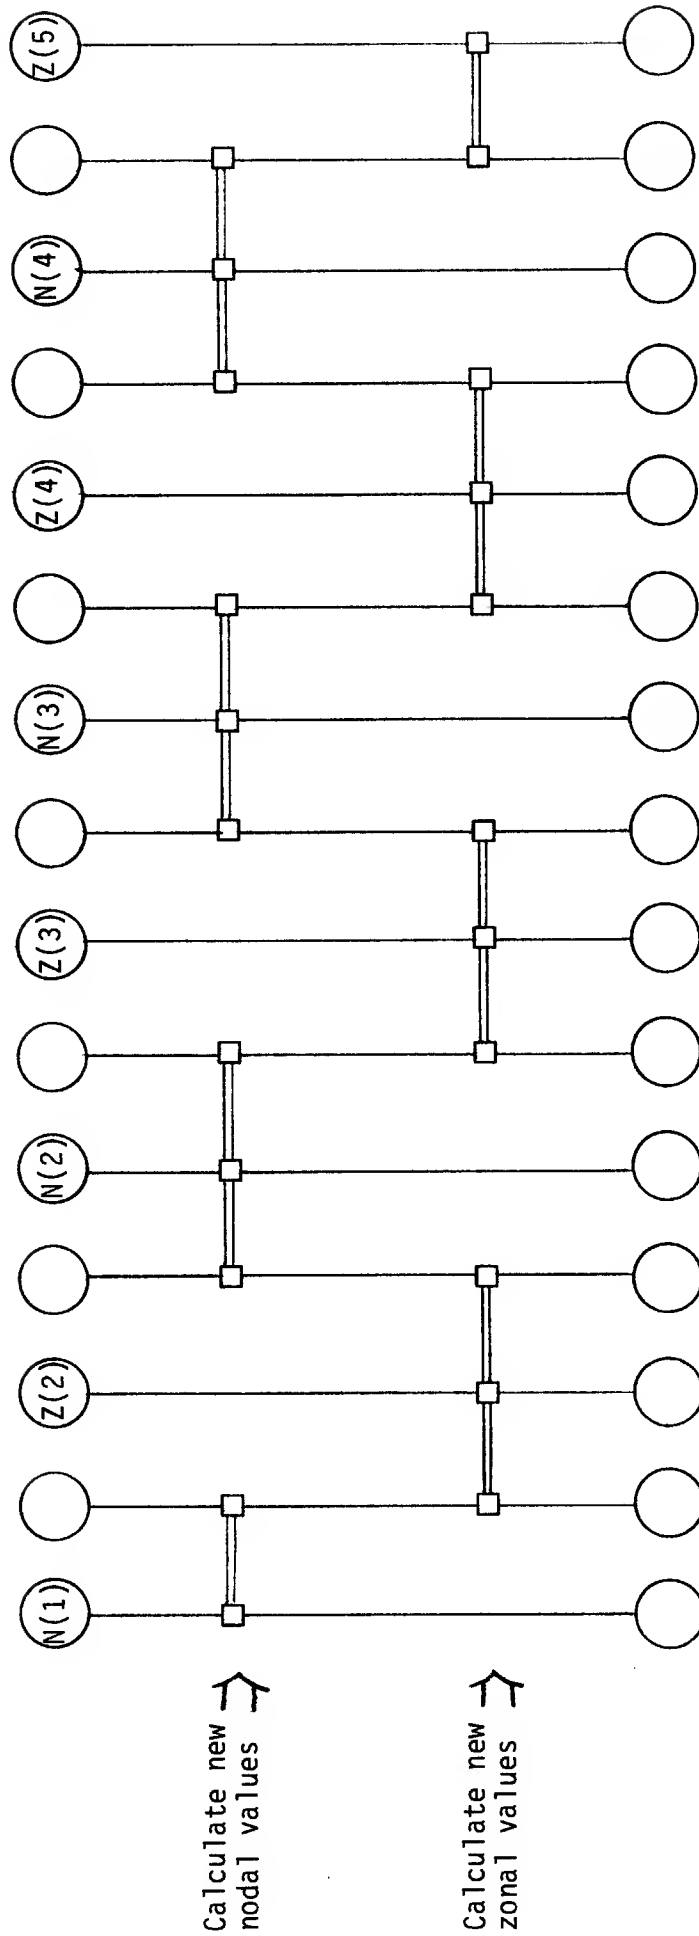 N(1)
Z(2)
N(2)
Z(3)
N(3)
Z(4)
N(4)
Z(5)
Calculate new
nodal values
Calculate new
zonal values